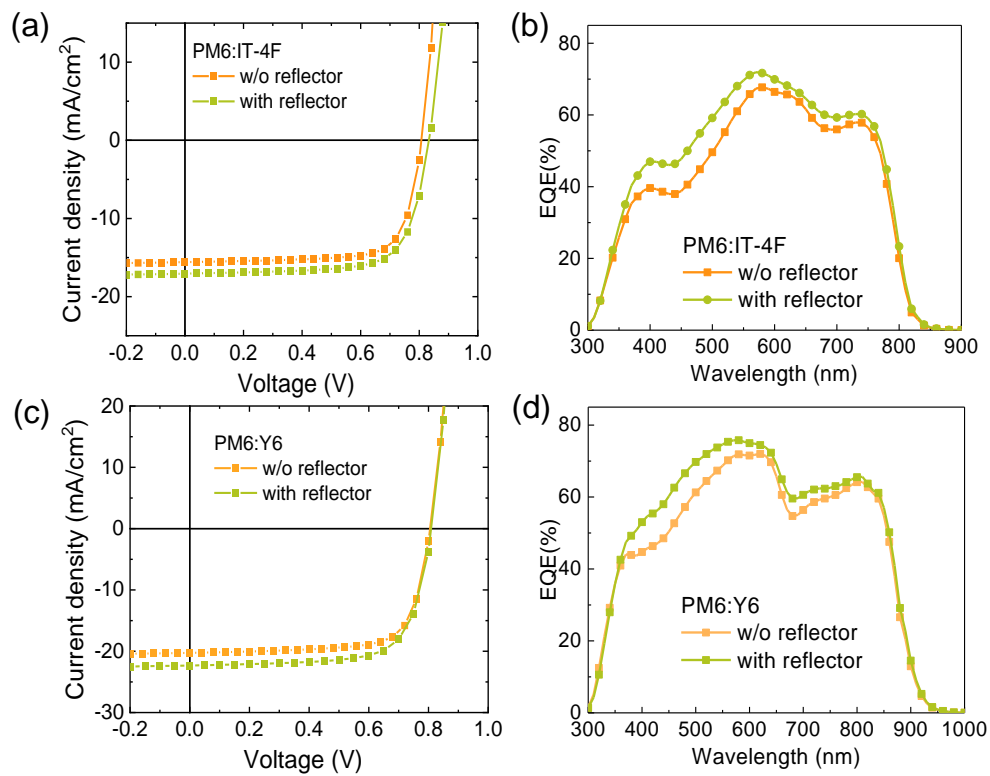 (a)
PM6:IT-4F
w/o reflector
with reflector
10
0
-10
-20
Current density (mA/cm²)
-0.2 0.0 0.2 0.4 0.6 0.8 1.0
Voltage (V)
(b)
80
60
40
20
0
EQE(%)
PM6:IT-4F
w/o reflector
with reflector
300 400 500 600 700 800 900
Wavelength (nm)
(c)
PM6:Y6
w/o reflector
with reflector
20
10
0
-10
-20
-30
Current density (mA/cm²)
-0.2 0.0 0.2 0.4 0.6 0.8 1.0
Voltage (V)
(d)
80
60
40
20
0
EQE(%)
PM6:Y6
w/o reflector
with reflector
300 400 500 600 700 800 900 1000
Wavelength (nm)